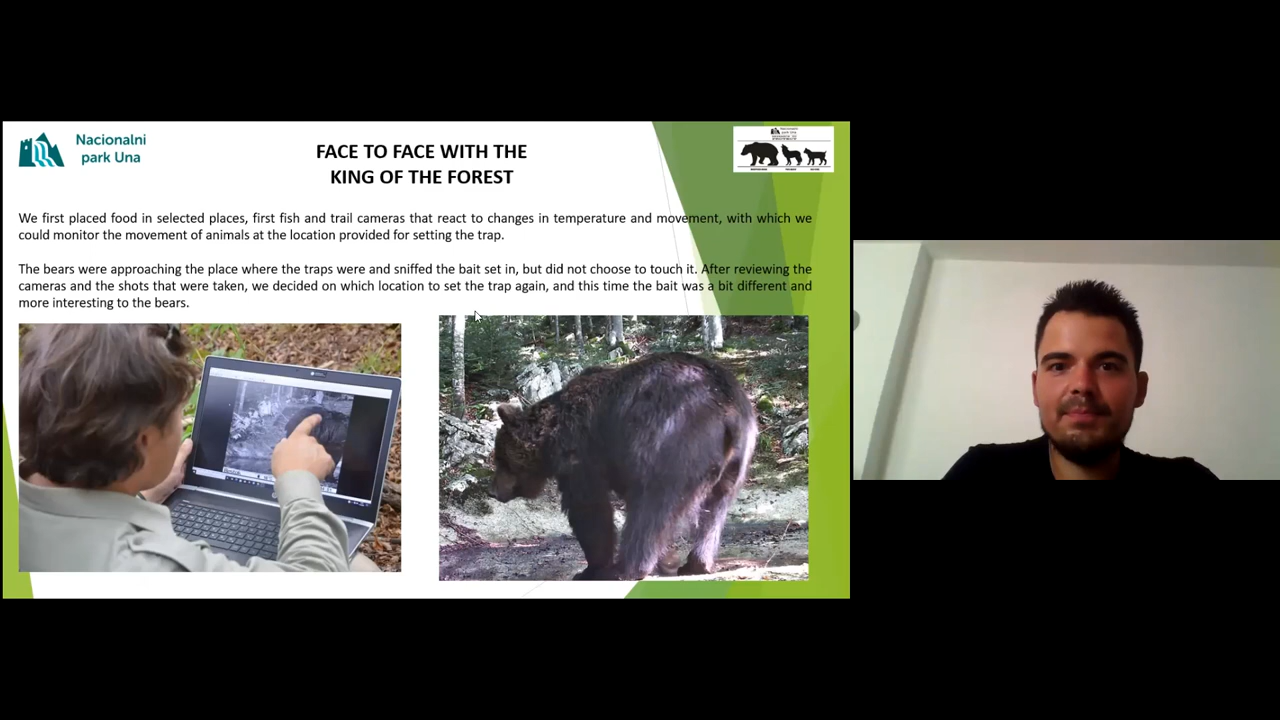 Nacionalni
park Una
FACE TO FACE WITH THE
KING OF THE FOREST
We first placed food in selected places, first fish and trail cameras that react to changes in temperature and movement, with which we
could monitor the movement of animals at the location provided for setting the trap.
The bears were approaching the place where the traps were and sniffed the bait set in, but did not choose to touch it. After reviewing the
cameras and the shots that were taken, we decided on which location to set the trap again, and this time the bait was a bit different and
more interesting to the bears.
Nacionalni
park Una